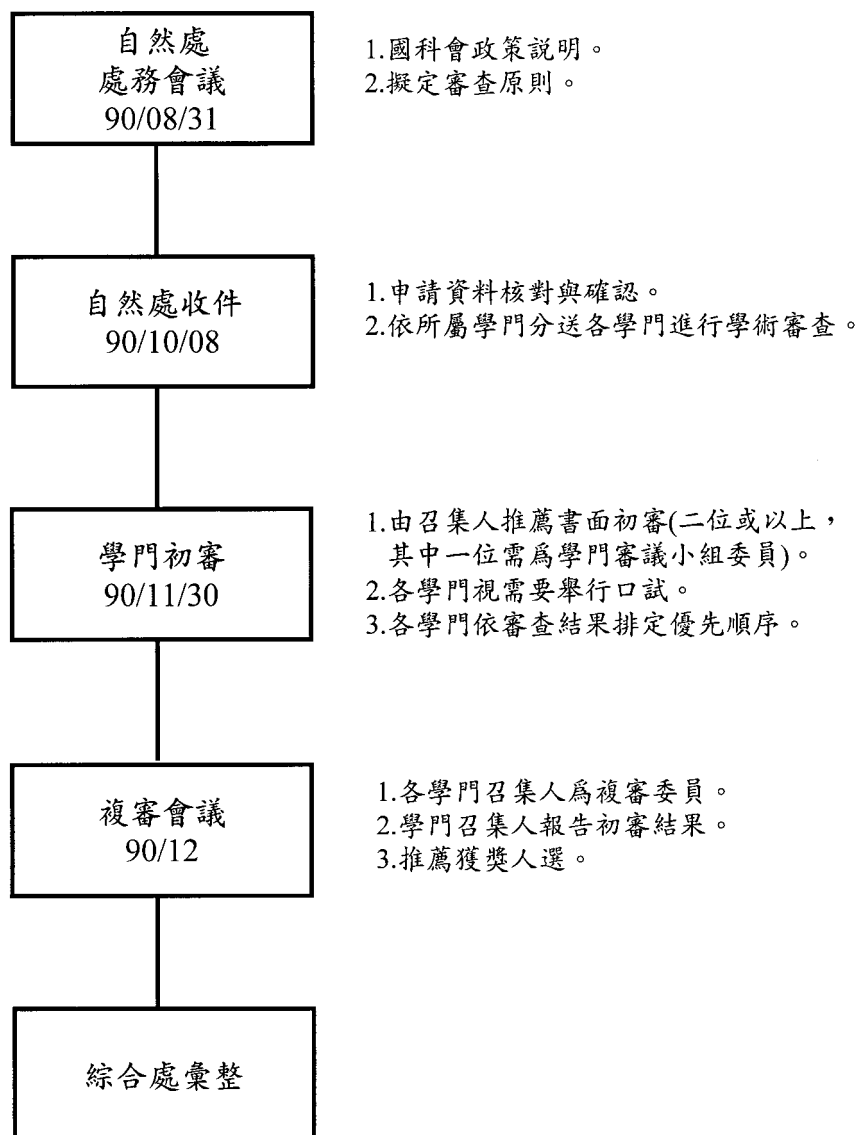 自然處
處務會議
90/08/31
1.國科會政策說明。
2.擬定審查原則。
自然處收件
90/10/08
1.申請資料核對與確認。
2.依所屬學門分送各學門進行學術審查。
學門初審
90/11/30
1.由召集人推薦書面初審(二位或以上，
其中一位需爲學門審議小組委員)。
2.各學門視需要舉行口試。
3.各學門依審查結果排定優先順序。
複審會議
90/12
1.各學門召集人爲複審委員。
2.學門召集人報告初審結果。
3.推薦獲獎人選。
綜合處彙整